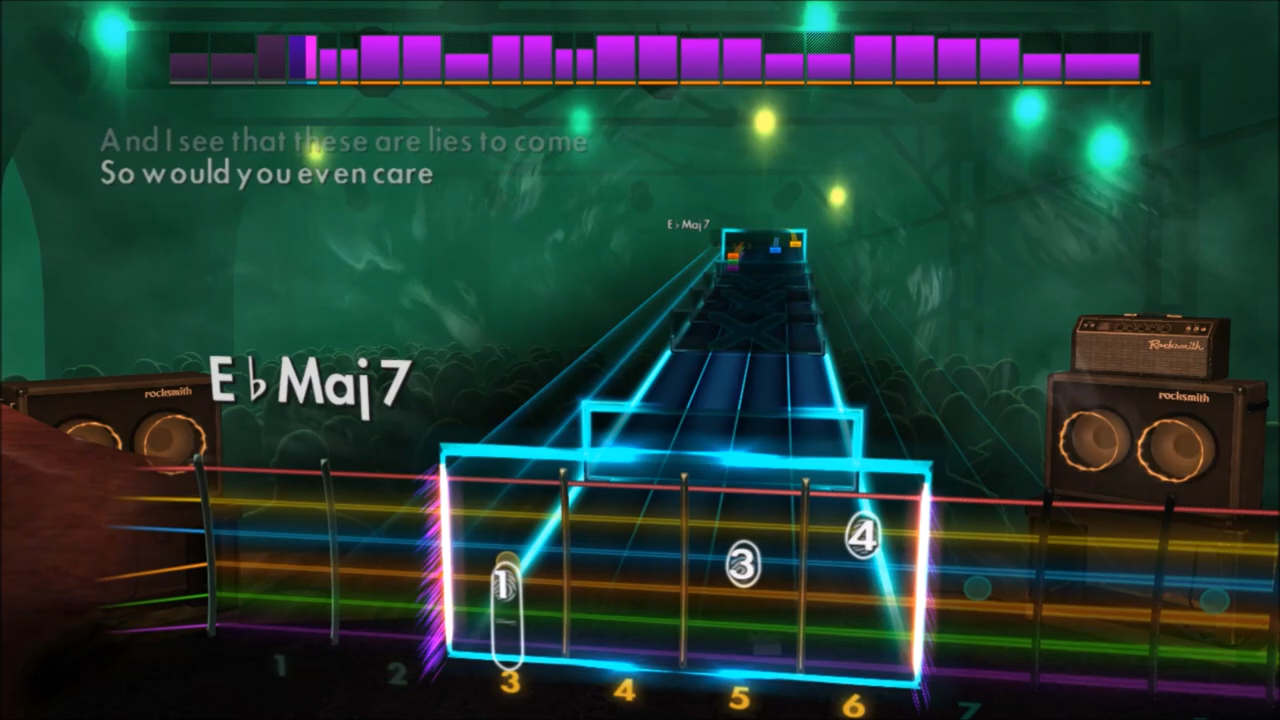 And I see that these are lies to come
So would you even care
E♭Maj7
E♭Maj7
Rocksmith
rocksmith
rocksmith
1
3
4
1 2 3 4 5 6 7